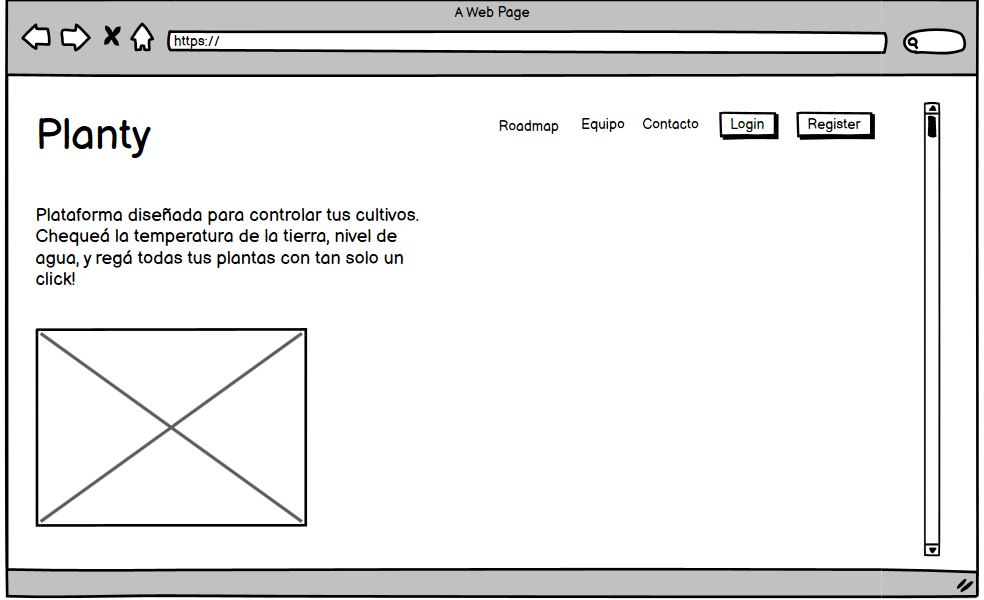 A Web Page
https://
Planty
Roadmap Equipo Contacto Login Register
Plataforma diseñada para controlar tus cultivos.
Chequeá la temperatura de la tierra, nivel de
agua, y regá todas tus plantas con tan solo un
click!